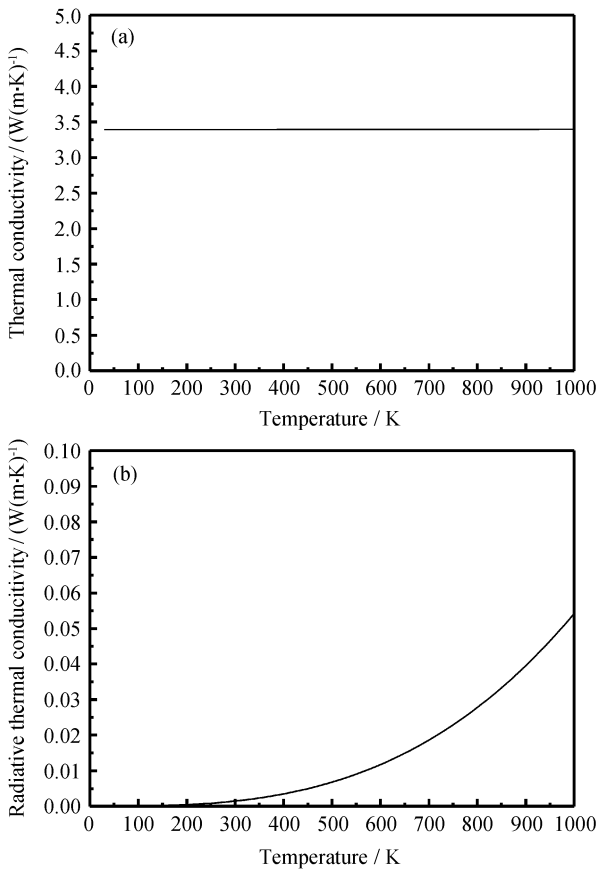 (a)
Thermal conductivity / (W(m·K)⁻¹)
5.0
4.5
4.0
3.5
3.0
2.5
2.0
1.5
1.0
0.5
0.0
0 100 200 300 400 500 600 700 800 900 1000
Temperature / K
(b)
Radiative thermal conducitivity / (W(m·K)⁻¹)
0.10
0.09
0.08
0.07
0.06
0.05
0.04
0.03
0.02
0.01
0.00
0 100 200 300 400 500 600 700 800 900 1000
Temperature / K